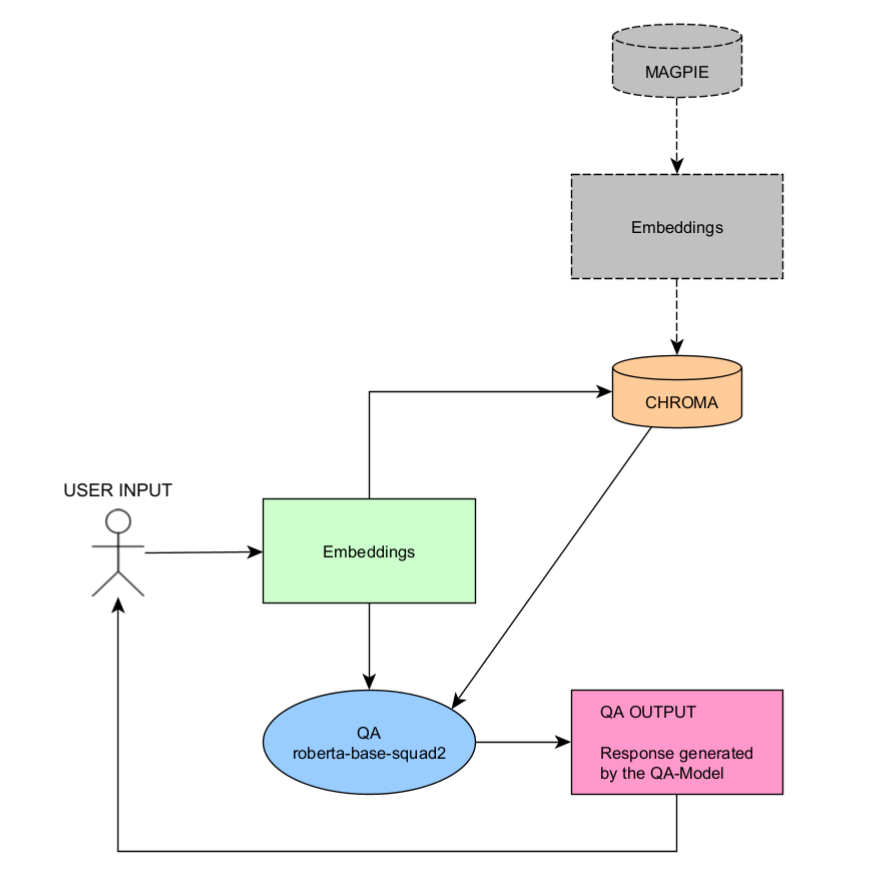 MAGPIE
Embeddings
CHROMA
USER INPUT
Embeddings
QA
roberta-base-squad2
QA OUTPUT
Response generated
by the QA-Model